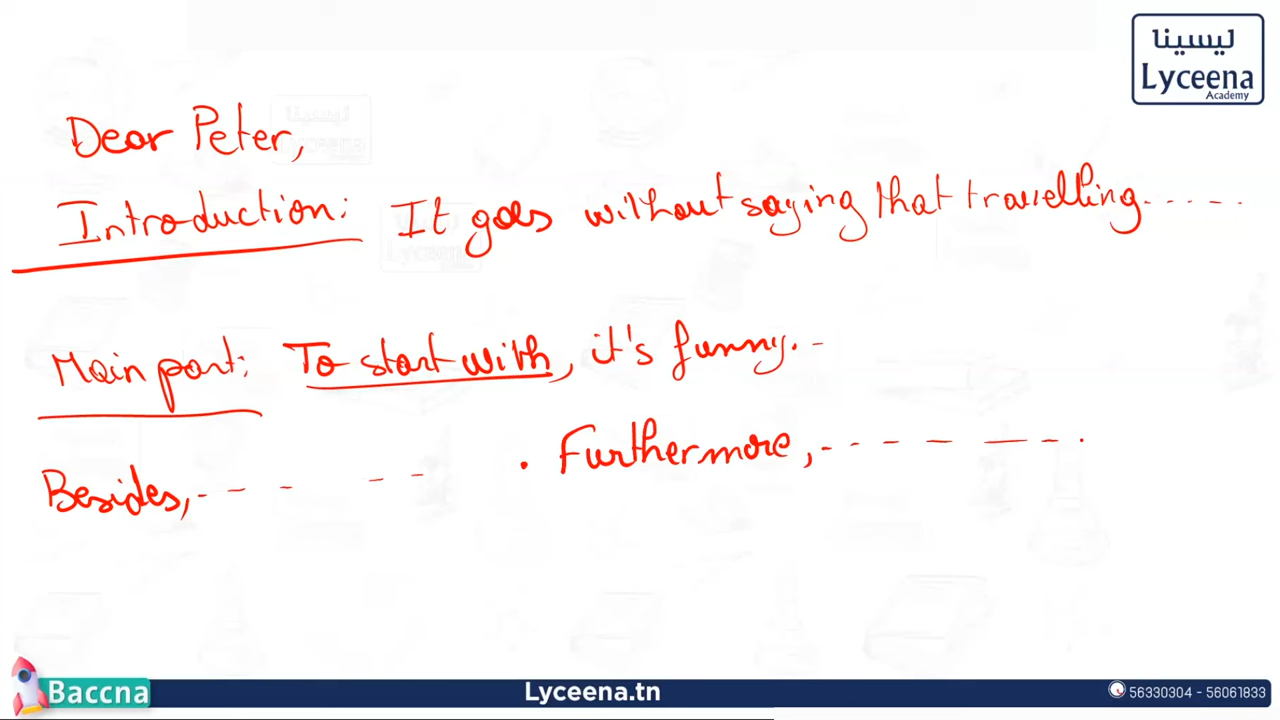 ليسينا
Lyceena
Academy
Dear Peter,
Introduction: It goes without saying that travelling......
Main part: To start with, it's funny. -
Besides, - - - - -
. Furthermore, - - - - - - .
Baccna
Lyceena.tn
56330304 - 56061833